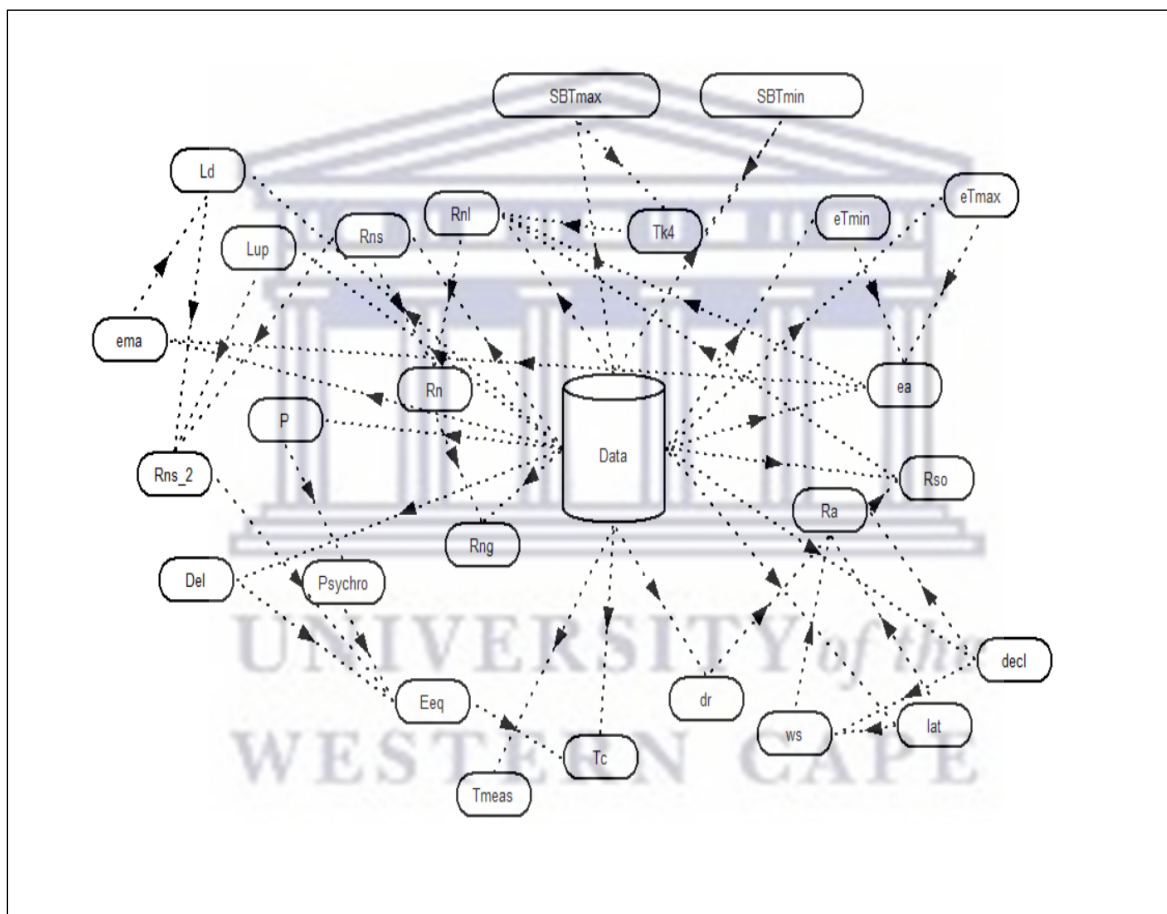 SBTmax
SBTmin
Ld
eTmax
Rnl
eTmin
Rns
Tk4
Lup
ema
Rn
ea
P
Data
Rns_2
Rso
Ra
Rng
Del
Psychro
UNIVERSITY of the
decl
Eeq
dr
lat
ws
WESTERN CAPE
Tc
Tmeas